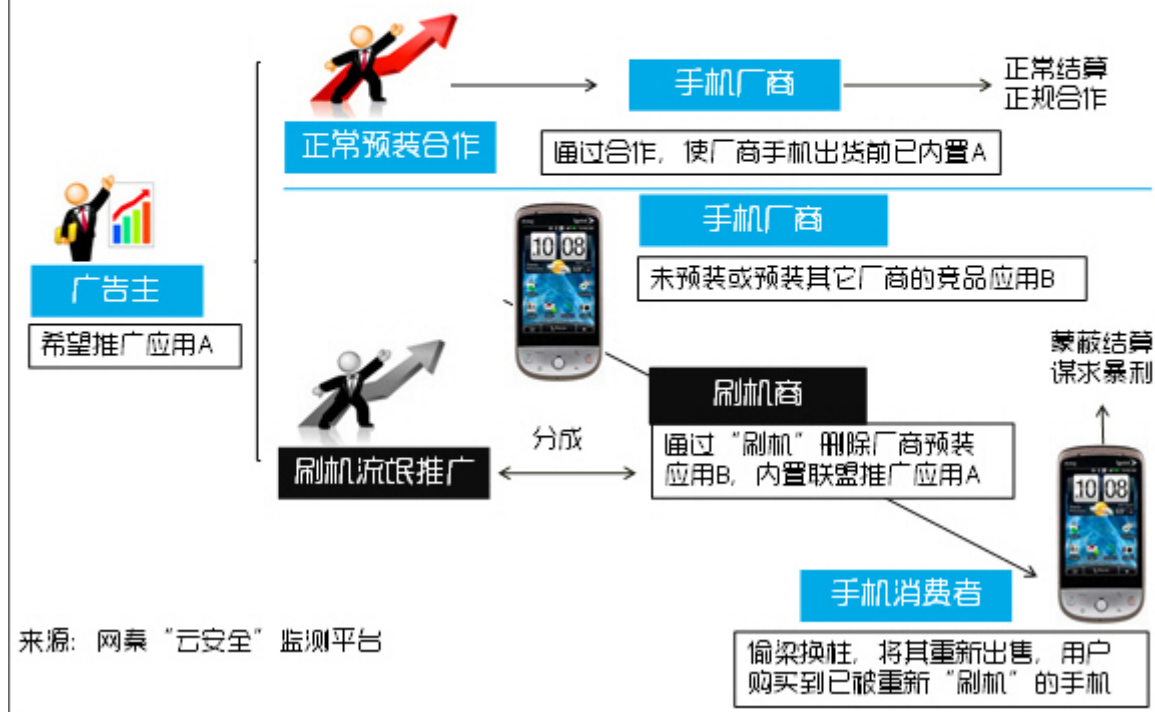 正常预装合作
手机厂商
正常结算
正规合作
通过合作，使厂商手机出货前已内置A
广告主
希望推广应用A
手机厂商
未预装或预装其它厂商的竞品应用B
10 08
刷机流氓推广
分成
刷机商
通过“刷机”删除厂商预装
应用B，内置联盟推广应用A
蒙蔽结算
谋求暴利
10 08
手机消费者
偷梁换柱，将其重新出售，用户
购买到已被重新“刷机”的手机
来源：网秦“云安全”监测平台